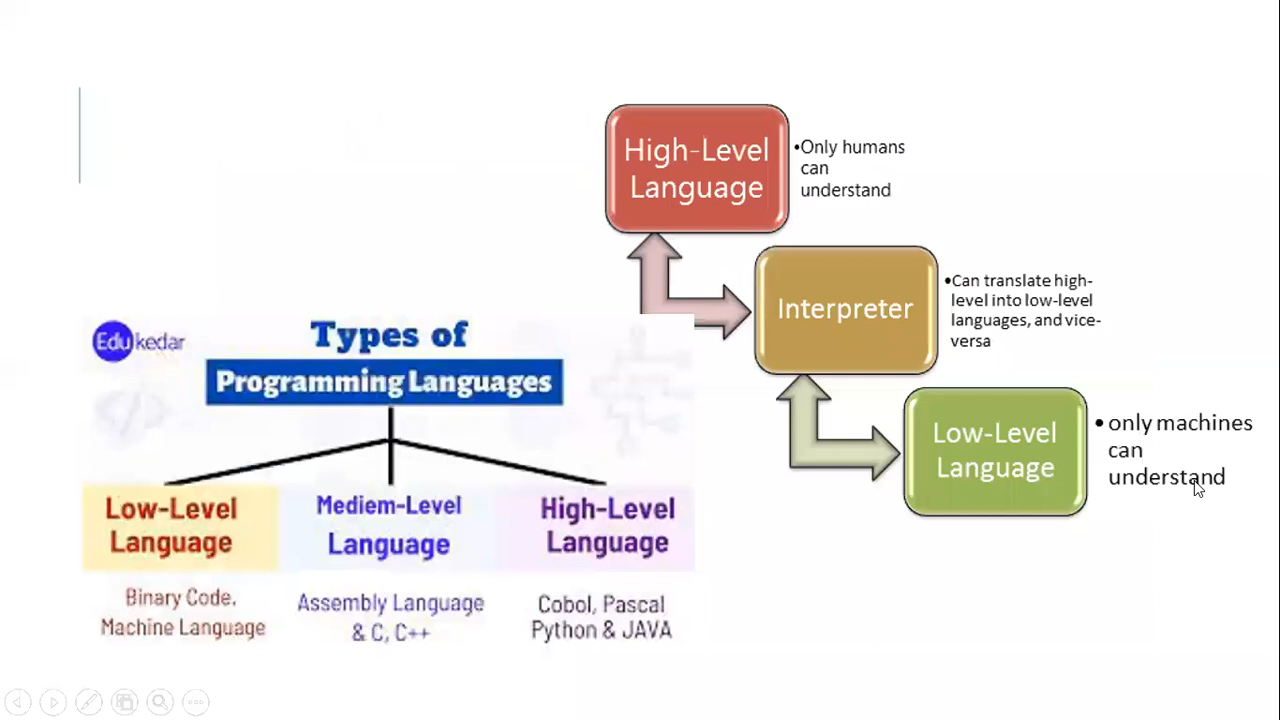 High-Level
Language
•Only humans
can
understand
Interpreter
•Can translate high-
level into low-level
languages, and vice-
versa
Low-Level
Language
• only machines
can
understand
Edukedar
Types of
Programming Languages
Low-Level
Language
Binary Code,
Machine Language
Mediem-Level
Language
Assembly Language
& C, C++
High-Level
Language
Cobol, Pascal
Python & JAVA